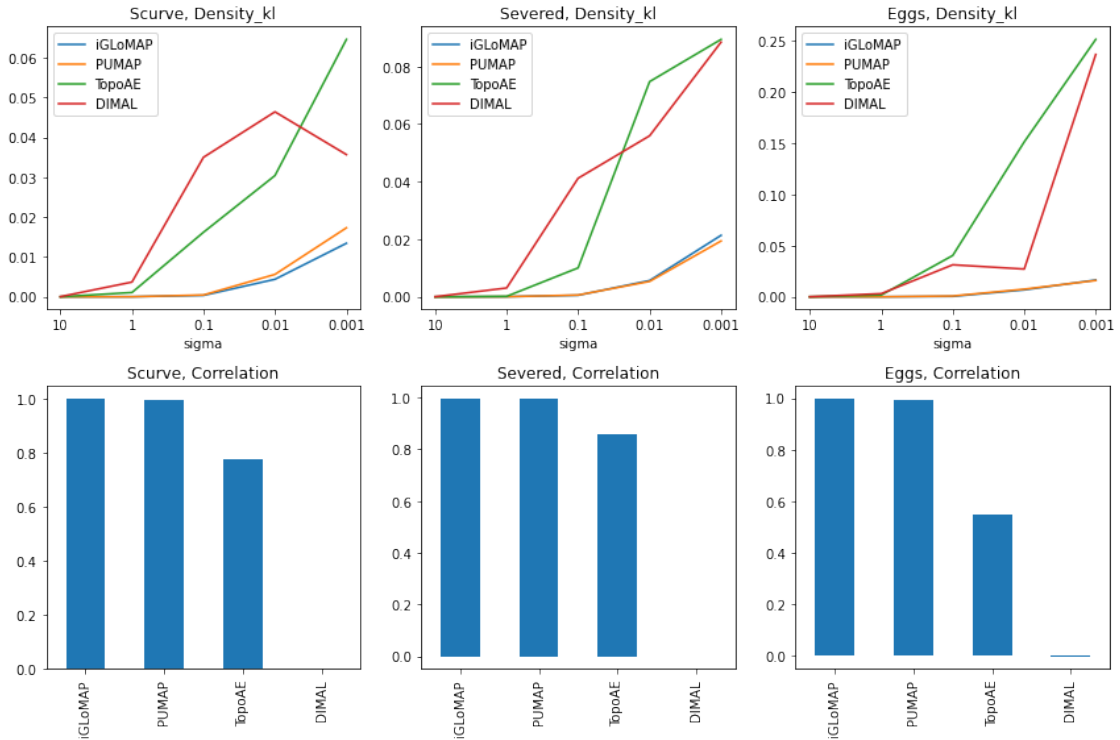 Scurve, Density_kl
iGLoMAP
PUMAP
TopoAE
DIMAL
0.06
0.05
0.04
0.03
0.02
0.01
0.00
10 1 0.1 0.01 0.001
sigma
Severed, Density_kl
iGLoMAP
PUMAP
TopoAE
DIMAL
0.08
0.06
0.04
0.02
0.00
10 1 0.1 0.01 0.001
sigma
Eggs, Density_kl
iGLoMAP
PUMAP
TopoAE
DIMAL
0.25
0.20
0.15
0.10
0.05
0.00
10 1 0.1 0.01 0.001
sigma
Scurve, Correlation
1.0
0.8
0.6
0.4
0.2
0.0
iGLoMAP
PUMAP
TopoAE
DIMAL
Severed, Correlation
1.0
0.8
0.6
0.4
0.2
0.0
iGLoMAP
PUMAP
TopoAE
DIMAL
Eggs, Correlation
1.0
0.8
0.6
0.4
0.2
0.0
iGLoMAP
PUMAP
TopoAE
DIMAL